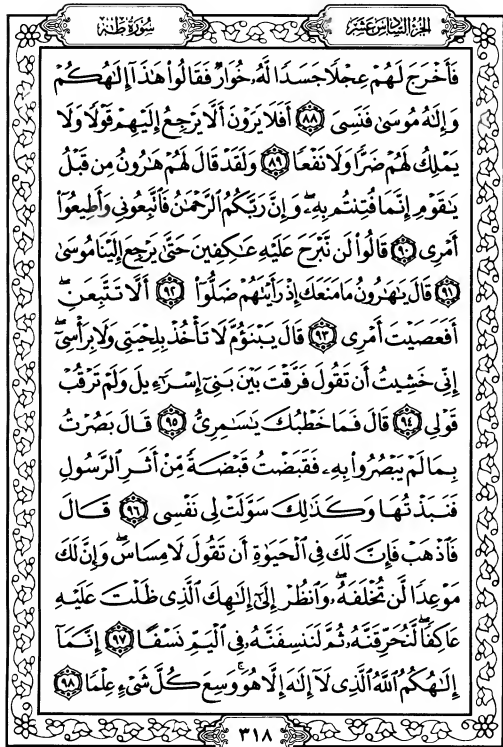 الجزء السادس عشر
سورة طه
فَأَخْرَجَ لَهُمْ عِجْلًا جَسَدًا لَّهُۥ خُوَارٌ فَقَالُوا۟ هَٰذَآ إِلَٰهُكُمْ
وَإِلَٰهُ مُوسَىٰ فَنَسِىَ ٨٨ أَفَلَا يَرَوْنَ أَلَّا يَرْجِعُ إِلَيْهِمْ قَوْلًا وَلَا
يَمْلِكُ لَهُمْ ضَرًّا وَلَا نَفْعًا ٨٩ وَلَقَدْ قَالَ لَهُمْ هَٰرُونُ مِن قَبْلُ
يَٰقَوْمِ إِنَّمَا فُتِنتُم بِهِۦ وَإِنَّ رَبَّكُمُ ٱلرَّحْمَٰنُ فَٱتَّبِعُونِى وَأَطِيعُوٓا۟
أَمْرِى ٩٠ قَالُوا۟ لَن نَّبْرَحَ عَلَيْهِ عَٰكِفِينَ حَتَّىٰ يَرْجِعَ إِلَيْنَا مُوسَىٰ
٩١ قَالَ يَٰهَٰرُونُ مَا مَنَعَكَ إِذْ رَأَيْتَهُمْ ضَلُّوٓا۟ ٩٢ أَلَّا تَتَّبِعَنِ ۖ
أَفَعَصَيْتَ أَمْرِى ٩٣ قَالَ يَبْنَؤُمَّ لَا تَأْخُذْ بِلِحْيَتِى وَلَا بِرَأْسِىٓ ۖ
إِنِّى خَشِيتُ أَن تَقُولَ فَرَّقْتَ بَيْنَ بَنِىٓ إِسْرَٰٓءِيلَ وَلَمْ تَرْقُبْ
قَوْلِى ٩٤ قَالَ فَمَا خَطْبُكَ يَٰسَٰمِرِىُّ ٩٥ قَالَ بَصُرْتُ
بِمَا لَمْ يَبْصُرُوا۟ بِهِۦ فَقَبَضْتُ قَبْضَةً مِّنْ أَثَرِ ٱلرَّسُولِ
فَنَبَذْتُهَا وَكَذَٰلِكَ سَوَّلَتْ لِى نَفْسِى ٩٦ قَالَ
فَٱذْهَبْ فَإِنَّ لَكَ فِى ٱلْحَيَوٰةِ أَن تَقُولَ لَا مِسَاسَ ۖ وَإِنَّ لَكَ
مَوْعِدًا لَّن تُخْلَفَهُۥ ۖ وَٱنظُرْ إِلَىٰٓ إِلَٰهِكَ ٱلَّذِى ظَلْتَ عَلَيْهِ
عَاكِفًا ۖ لَّنُحَرِّقَنَّهُۥ ثُمَّ لَنَنسِفَنَّهُۥ فِى ٱلْيَمِّ نَسْفًا ٩٧ إِنَّمَآ
إِلَٰهُكُمُ ٱللَّهُ ٱلَّذِى لَآ إِلَٰهَ إِلَّا هُوَ ۚ وَسِعَ كُلَّ شَىْءٍ عِلْمًا ٩٨
٣١٨